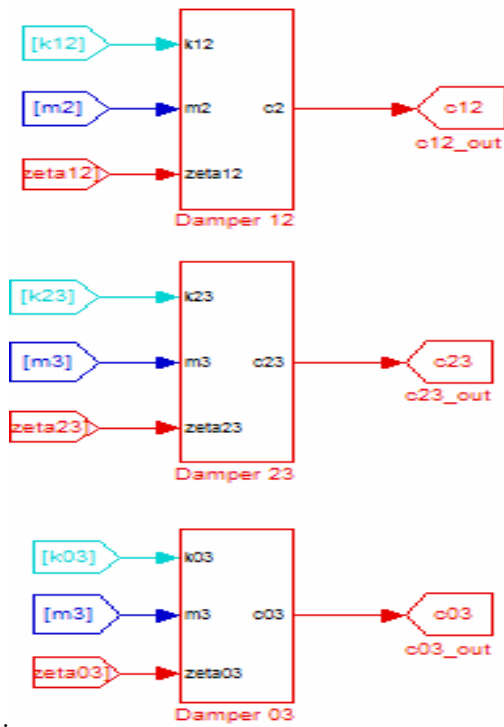 [k12] k12
[m2] m2 c2 c12
zeta12] zeta12 c12_out
Damper 12
[k23] k23
[m3] m3 c23 c23
zeta23] zeta23 c23_out
Damper 23
[k03] k03
[m3] m3 c03 c03
zeta03] zeta03 c03_out
Damper 03
.